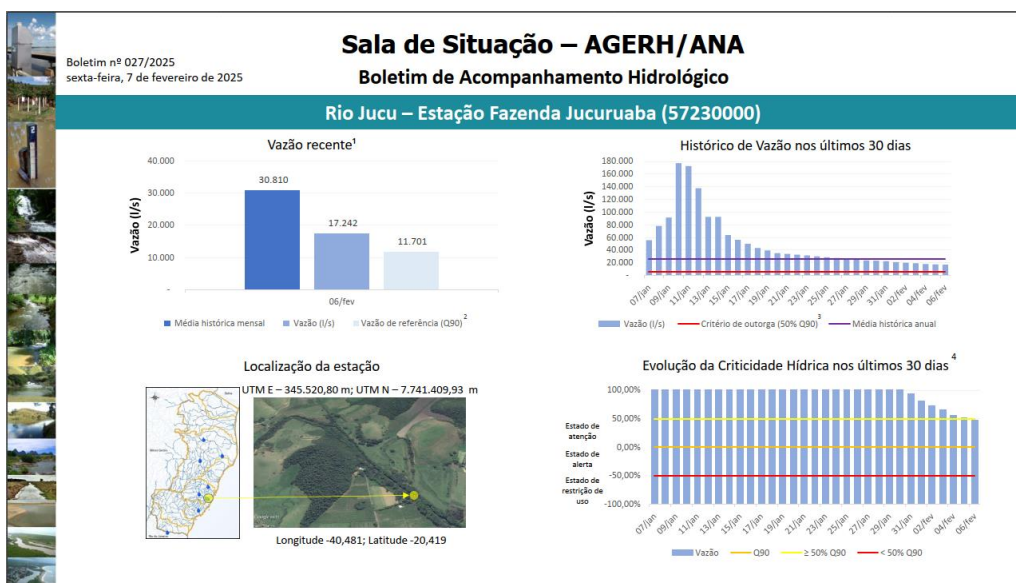 Boletim nº 027/2025
sexta-feira, 7 de fevereiro de 2025
Sala de Situação – AGERH/ANA
Boletim de Acompanhamento Hidrológico
Rio Jucu – Estação Fazenda Jucuruaba (57230000)
Vazão recente¹
Vazão (l/s)
40.000
30.000
20.000
10.000
-
30.810
17.242
11.701
06/fev
Média histórica mensal
Vazão (l/s)
Vazão de referência (Q90) ²
Histórico de Vazão nos últimos 30 dias
Vazão (l/s)
180.000
160.000
140.000
120.000
100.000
80.000
60.000
40.000
20.000
-
07/jan
09/jan
11/jan
13/jan
15/jan
17/jan
19/jan
21/jan
23/jan
25/jan
27/jan
29/jan
31/jan
02/fev
04/fev
06/fev
Vazão (l/s)
Critério de outorga (50% Q90) ³
Média histórica anual
Localização da estação
UTM E – 345.520,80 m; UTM N – 7.741.409,93 m
Longitude -40,481; Latitude -20,419
Evolução da Criticidade Hídrica nos últimos 30 dias ⁴
100,00%
50,00%
Estado de atenção
0,00%
Estado de alerta
-50,00%
Estado de restrição de uso
-100,00%
07/jan
09/jan
11/jan
13/jan
15/jan
17/jan
19/jan
21/jan
23/jan
25/jan
27/jan
29/jan
31/jan
02/fev
04/fev
06/fev
Vazão
Q90
≥ 50% Q90
< 50% Q90